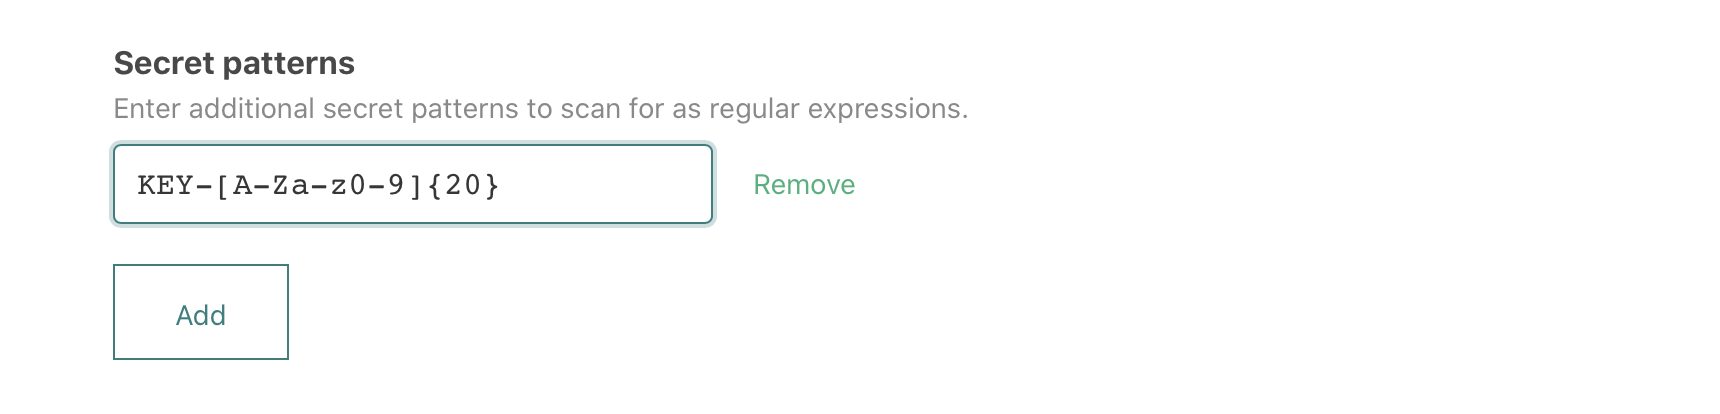 Secret patterns
Enter additional secret patterns to scan for as regular expressions.
KEY-[A-Za-z0-9]{20}
Remove
Add